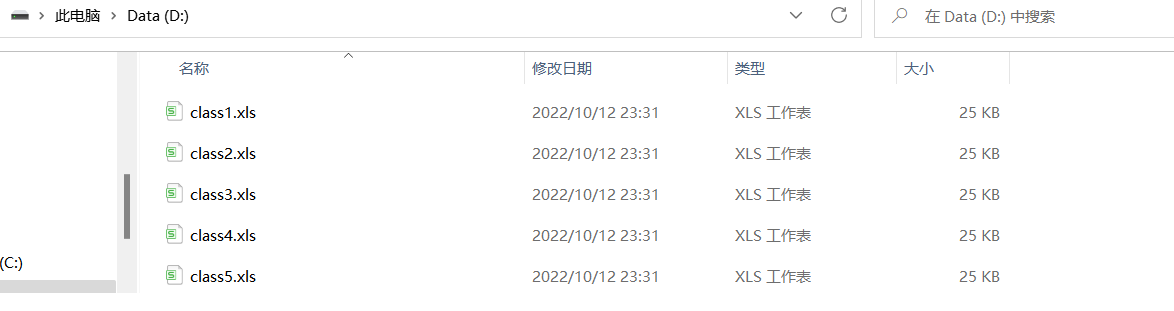 此电脑 > Data (D:) 在 Data (D:) 中搜索
名称 修改日期 类型 大小
class1.xls 2022/10/12 23:31 XLS 工作表 25 KB
class2.xls 2022/10/12 23:31 XLS 工作表 25 KB
class3.xls 2022/10/12 23:31 XLS 工作表 25 KB
class4.xls 2022/10/12 23:31 XLS 工作表 25 KB
(C:)
class5.xls 2022/10/12 23:31 XLS 工作表 25 KB